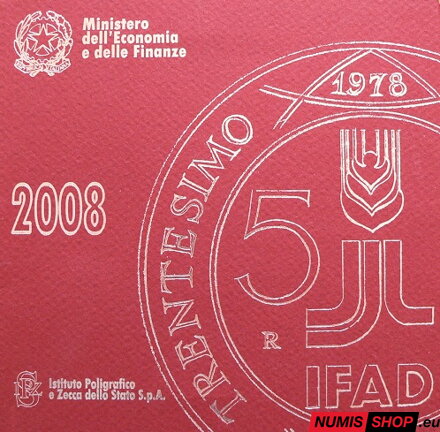 Ministero
dell'Economia
e delle Finanze
1978
TRENTESIMO
2008
5
R
IFAD
Istituto Poligrafico
e Zecca dello Stato S.p.A.
NUMIS SHOP.eu